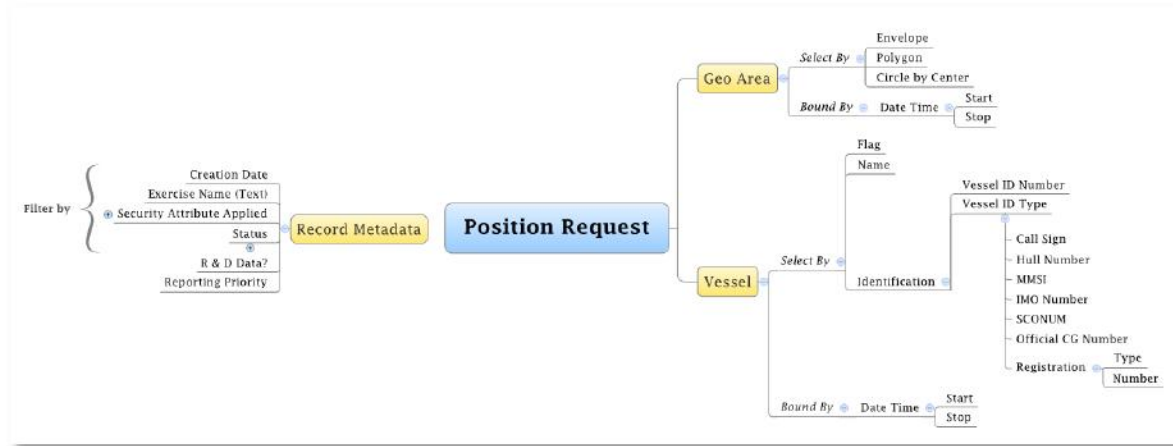 Filter by
Creation Date
Exercise Name (Text)
Security Attribute Applied
Status
R & D Data?
Reporting Priority
Record Metadata
Position Request
Geo Area
Select By
Envelope
Polygon
Circle by Center
Bound By
Date Time
Start
Stop
Vessel
Select By
Flag
Name
Identification
Vessel ID Number
Vessel ID Type
Call Sign
Hull Number
MMSI
IMO Number
SCONUM
Official CG Number
Registration
Type
Number
Bound By
Date Time
Start
Stop